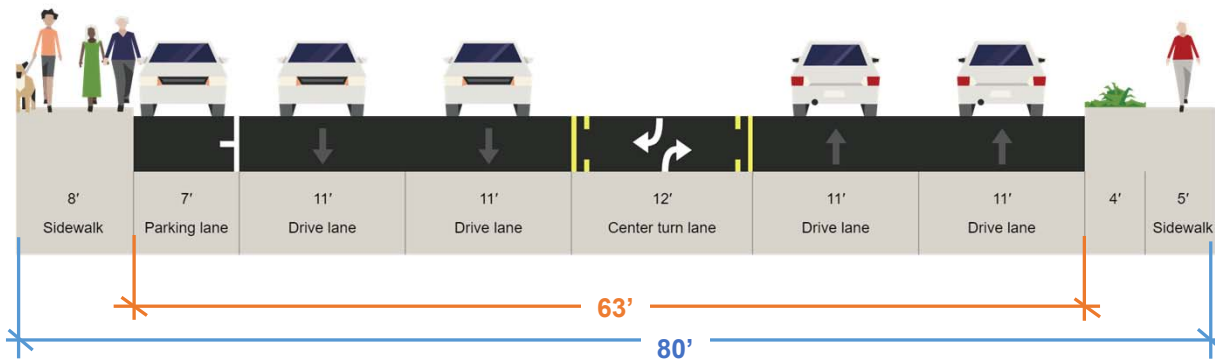 8′ 7′ 11′ 11′ 12′ 11′ 11′ 4′ 5′
Sidewalk Parking lane Drive lane Drive lane Center turn lane Drive lane Drive lane Sidewalk
63’
80’